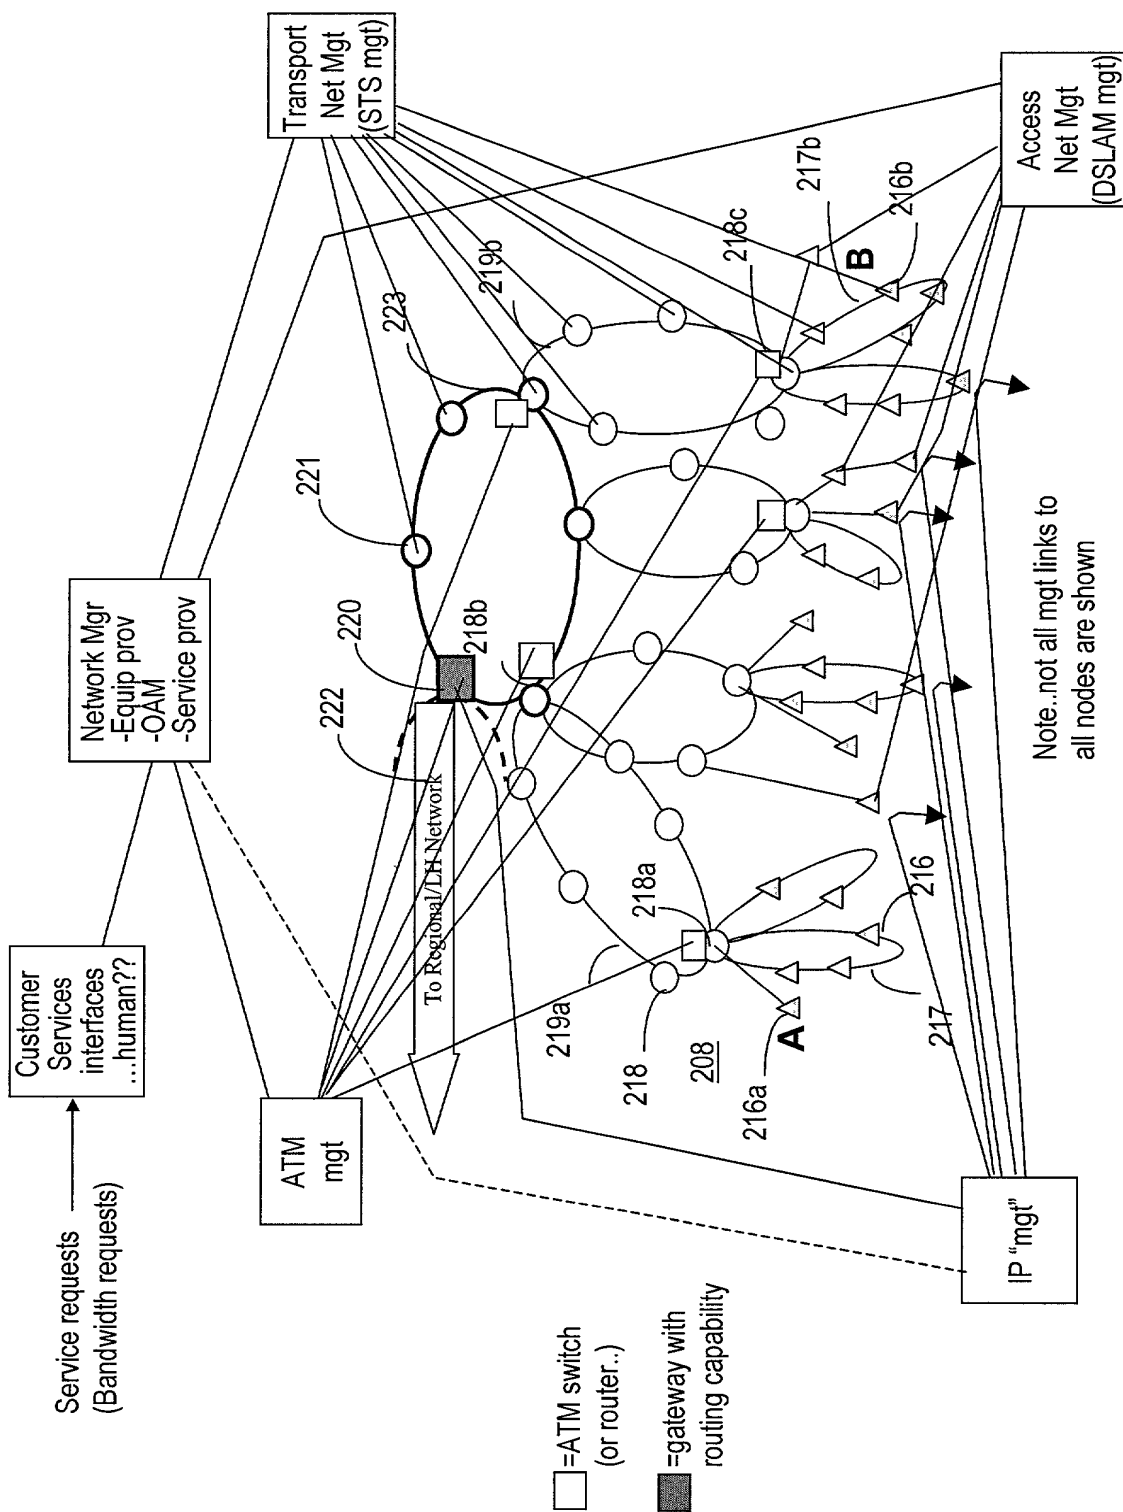 Service requests
(Bandwidth requests)
Customer
Services
interfaces
...human??
Network Mgr
-Equip prov
-OAM
-Service prov
Transport
Net Mgt
(STS mgt)
ATM
mgt
222
220
221
223
219b
218b
To Regional/LH Network
219a
218
218a
208
216a
A
217
216
218c
217b
B
216b
Access
Net Mgt
(DSLAM mgt)
IP “mgt”
Note..not all mgt links to
all nodes are shown
=ATM switch
(or router..)
=gateway with
routing capability